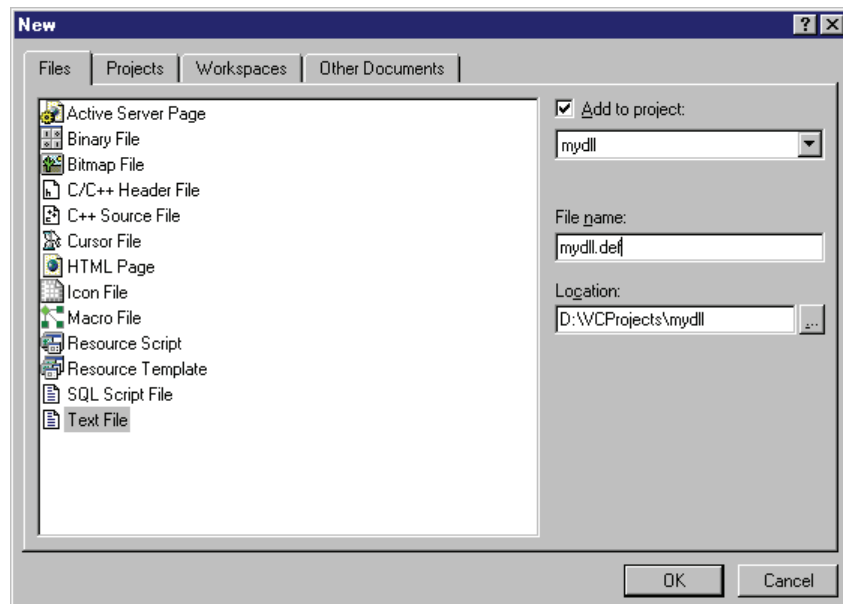 New
Files Projects Workspaces Other Documents
Active Server Page
Binary File
Bitmap File
C/C++ Header File
C++ Source File
Cursor File
HTML Page
Icon File
Macro File
Resource Script
Resource Template
SQL Script File
Text File
Add to project:
mydll
File name:
mydll.def
Location:
D:\VCProjects\mydll
...
OK Cancel